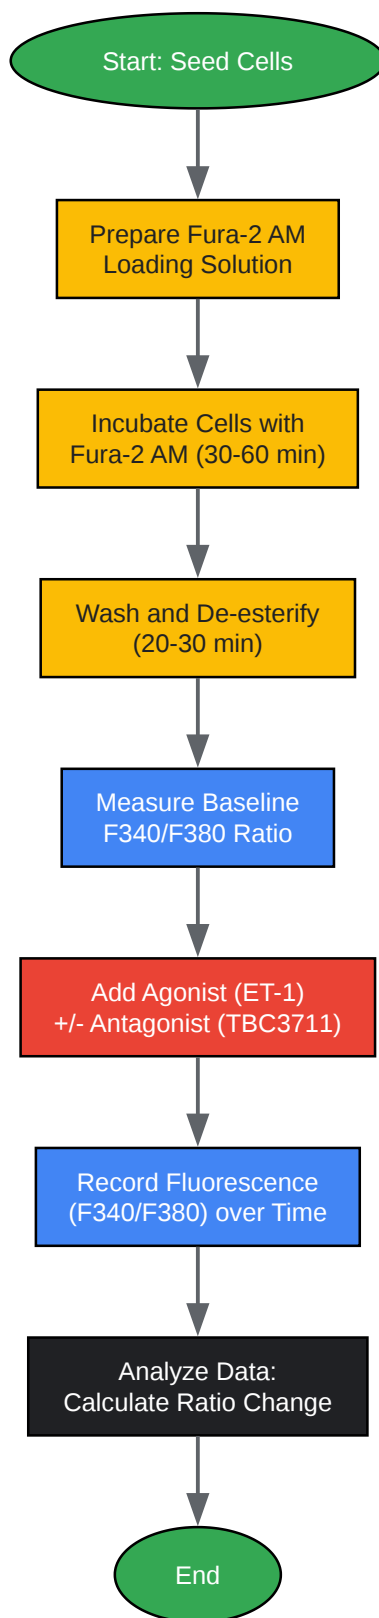 Start: Seed Cells
Prepare Fura-2 AM
Loading Solution
Incubate Cells with
Fura-2 AM (30-60 min)
Wash and De-esterify
(20-30 min)
Measure Baseline
F340/F380 Ratio
Add Agonist (ET-1)
+/- Antagonist (TBC3711)
Record Fluorescence
(F340/F380) over Time
Analyze Data:
Calculate Ratio Change
End